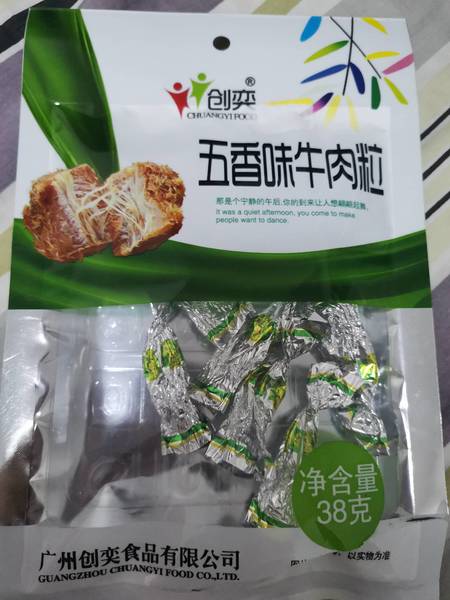 创奕®
CHUANGYI FOOD
五香味牛肉粒
那是个宁静的午后,你的到来让人想翩翩起舞。
It was a quiet afternoon, you come to make
people want to dance.
净含量
38克
广州创奕食品有限公司
GUANGZHOU CHUANGYI FOOD CO.,LTD.
以实物为准